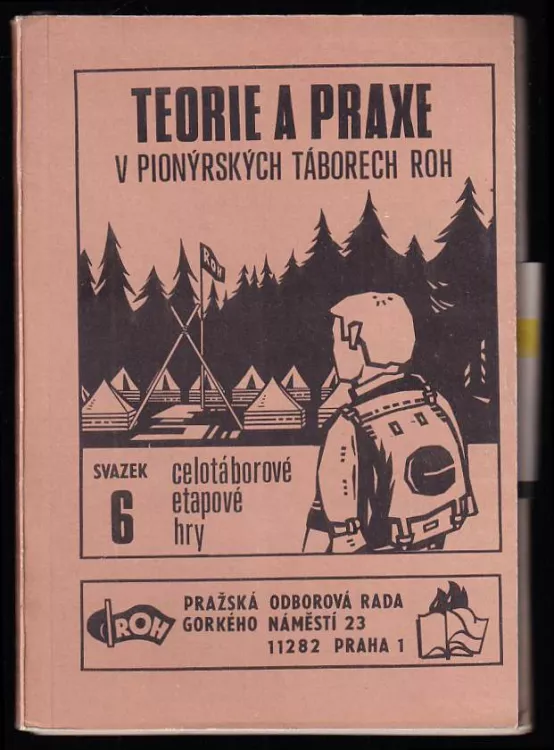 TEORIE A PRAXE
V PIONÝRSKÝCH TÁBORECH ROH
ROH
SVAZEK
6
celotáborové
etapové
hry
ROH
PRAŽSKÁ ODBOROVÁ RADA
GORKÉHO NÁMĚSTÍ 23
11282 PRAHA 1